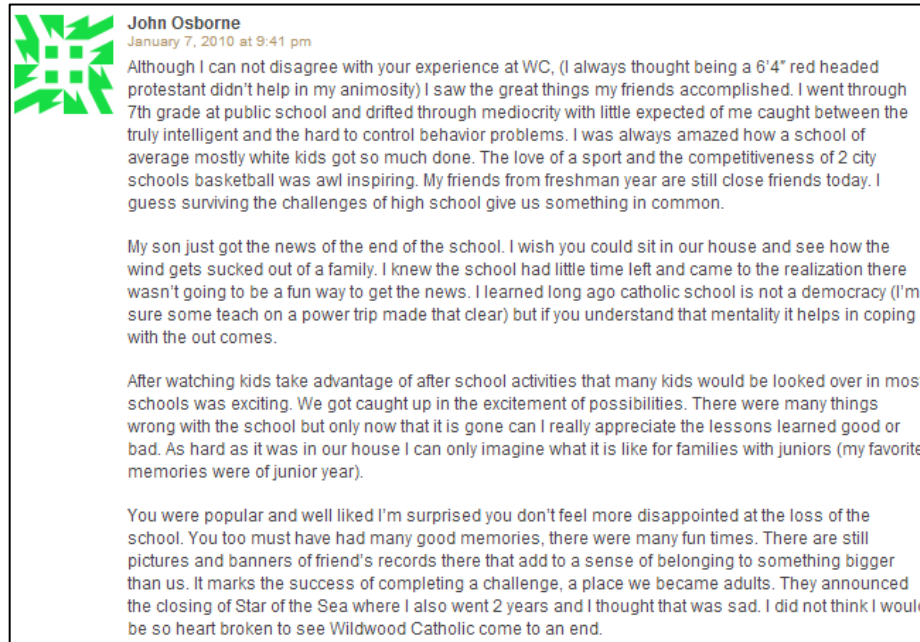 John Osborne
January 7, 2010 at 9:41 pm
Although I can not disagree with your experience at WC, (I always thought being a 6'4" red headed
protestant didn't help in my animosity) I saw the great things my friends accomplished. I went through
7th grade at public school and drifted through mediocrity with little expected of me caught between the
truly intelligent and the hard to control behavior problems. I was always amazed how a school of
average mostly white kids got so much done. The love of a sport and the competitiveness of 2 city
schools basketball was awl inspiring. My friends from freshman year are still close friends today. I
guess surviving the challenges of high school give us something in common.
My son just got the news of the end of the school. I wish you could sit in our house and see how the
wind gets sucked out of a family. I knew the school had little time left and came to the realization there
wasn't going to be a fun way to get the news. I learned long ago catholic school is not a democracy (I'm
sure some teach on a power trip made that clear) but if you understand that mentality it helps in coping
with the out comes.
After watching kids take advantage of after school activities that many kids would be looked over in most
schools was exciting. We got caught up in the excitement of possibilities. There were many things
wrong with the school but only now that it is gone can I really appreciate the lessons learned good or
bad. As hard as it was in our house I can only imagine what it is like for families with juniors (my favorite
memories were of junior year).
You were popular and well liked I'm surprised you don't feel more disappointed at the loss of the
school. You too must have had many good memories, there were many fun times. There are still
pictures and banners of friend's records there that add to a sense of belonging to something bigger
than us. It marks the success of completing a challenge, a place we became adults. They announced
the closing of Star of the Sea where I also went 2 years and I thought that was sad. I did not think I would
be so heart broken to see Wildwood Catholic come to an end.